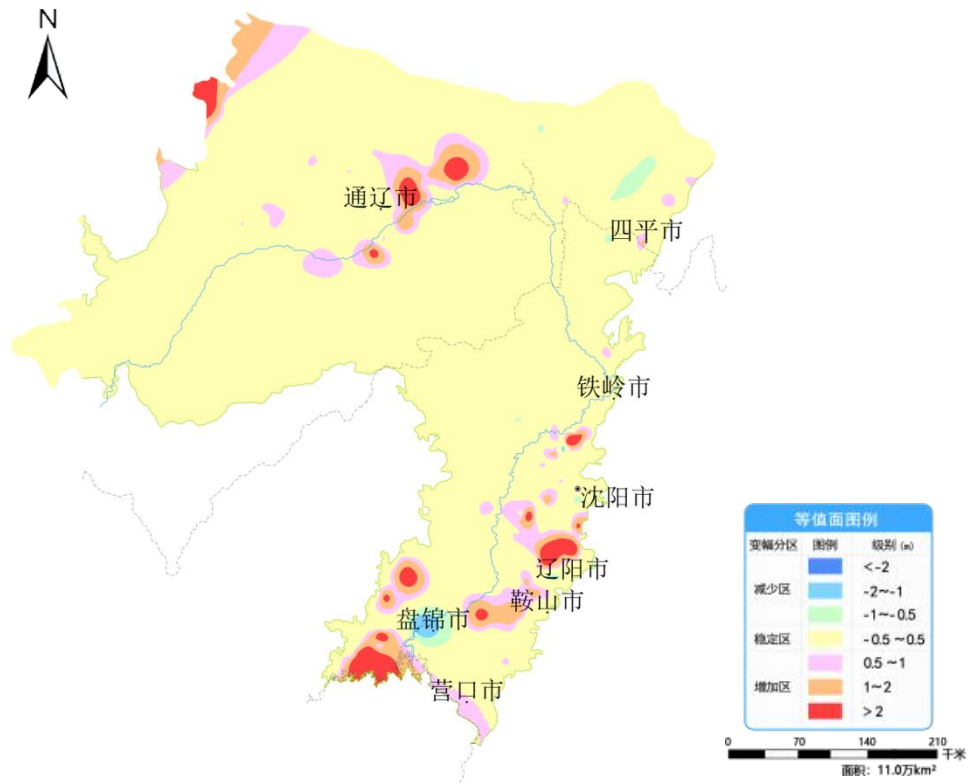 N
通辽市
四平市
铁岭市
沈阳市
辽阳市
鞍山市
盘锦市
营口市
等值面图例
变幅分区 图例 级别 (m)
减少区
<-2
-2~-1
-1~-0.5
稳定区
-0.5~0.5
增加区
0.5~1
1~2
>2
0 70 140 210 千米
面积：11.0万km²